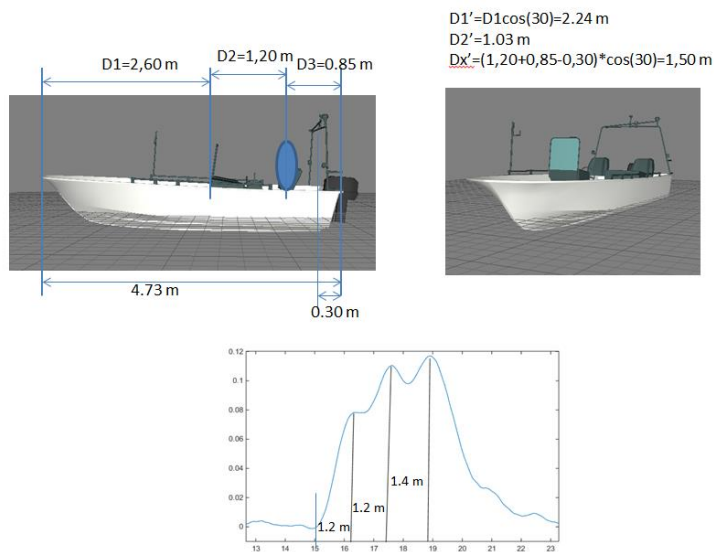 D1'=D1cos(30)=2.24 m
D2'=1.03 m
Dx'=(1,20+0,85-0,30)*cos(30)=1,50 m
D1=2,60 m
D2=1,20 m
D3=0.85 m
4.73 m
0.30 m
0.12
0.1
0.08
0.06
0.04
0.02
0
1.2 m
1.2 m
1.4 m
13 14 15 16 17 18 19 20 21 22 23